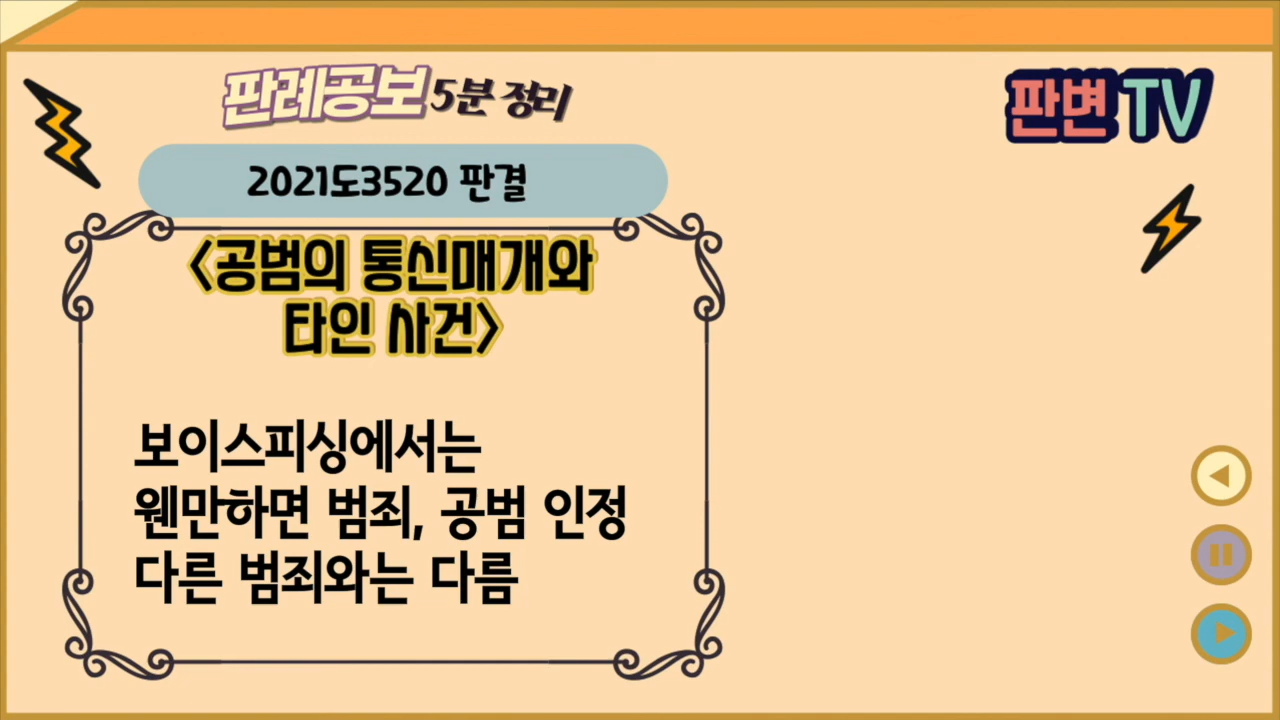 판례공보 5분 정리
판변 TV
2021도3520 판결
<공범의 통신매개와
타인 사건>
보이스피싱에서는
웬만하면 범죄, 공범 인정
다른 범죄와는 다름